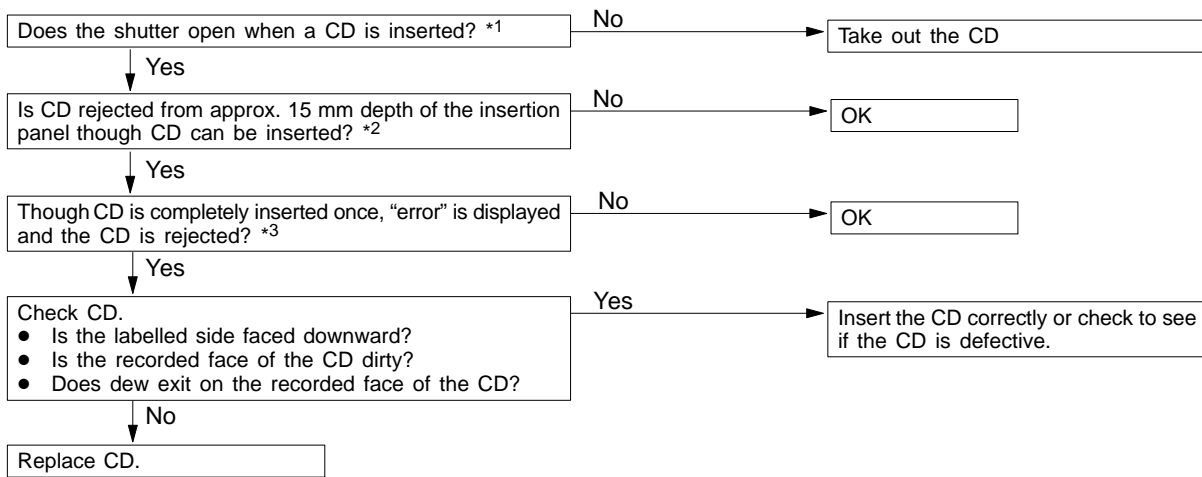 Does the shutter open when a CD is inserted? *1
No
Take out the CD
Yes
Is CD rejected from approx. 15 mm depth of the insertion
panel though CD can be inserted? *2
No
OK
Yes
Though CD is completely inserted once, “error” is displayed
and the CD is rejected? *3
No
OK
Yes
Check CD.
● Is the labelled side faced downward?
● Is the recorded face of the CD dirty?
● Does dew exit on the recorded face of the CD?
Yes
Insert the CD correctly or check to see
if the CD is defective.
No
Replace CD.